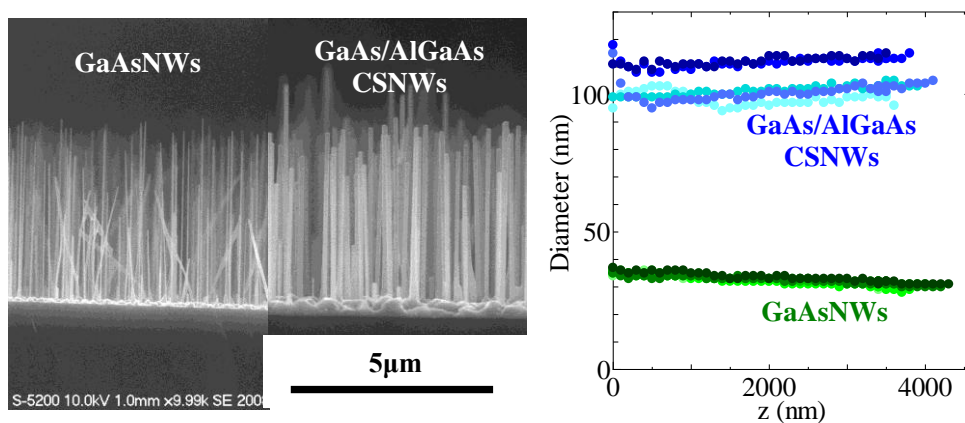 GaAsNWs
GaAs/AlGaAs
CSNWs
5μm
S-5200 10.0kV 1.0mm x9.99k SE 200
Diameter (nm)
100
50
0
GaAs/AlGaAs
CSNWs
GaAsNWs
0
2000
4000
z (nm)